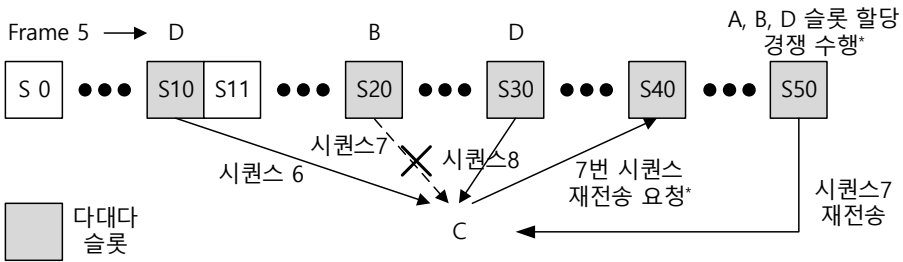 Frame 5
D
B
D
A, B, D 슬롯 할당
경쟁 수행*
S 0
S10
S11
S20
S30
S40
S50
시퀀스 6
시퀀스7
시퀀스8
7번 시퀀스
재전송 요청*
시퀀스7
재전송
C
다대다
슬롯